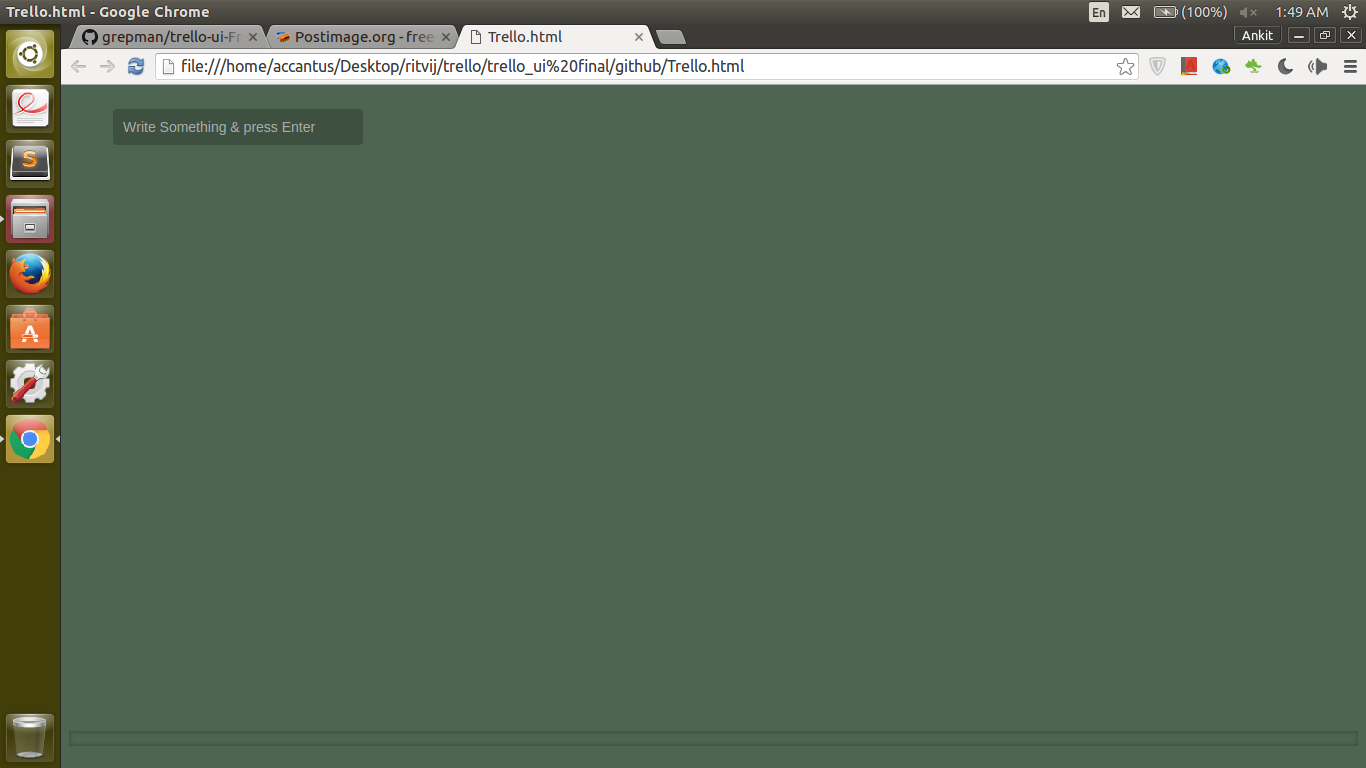 Trello.html - Google Chrome
En
(100%)
1:49 AM
grepman/trello-ui-Fr
Postimage.org - free
Trello.html
Ankit
file:///home/accantus/Desktop/ritvij/trello/trello_ui%20final/github/Trello.html
Write Something & press Enter